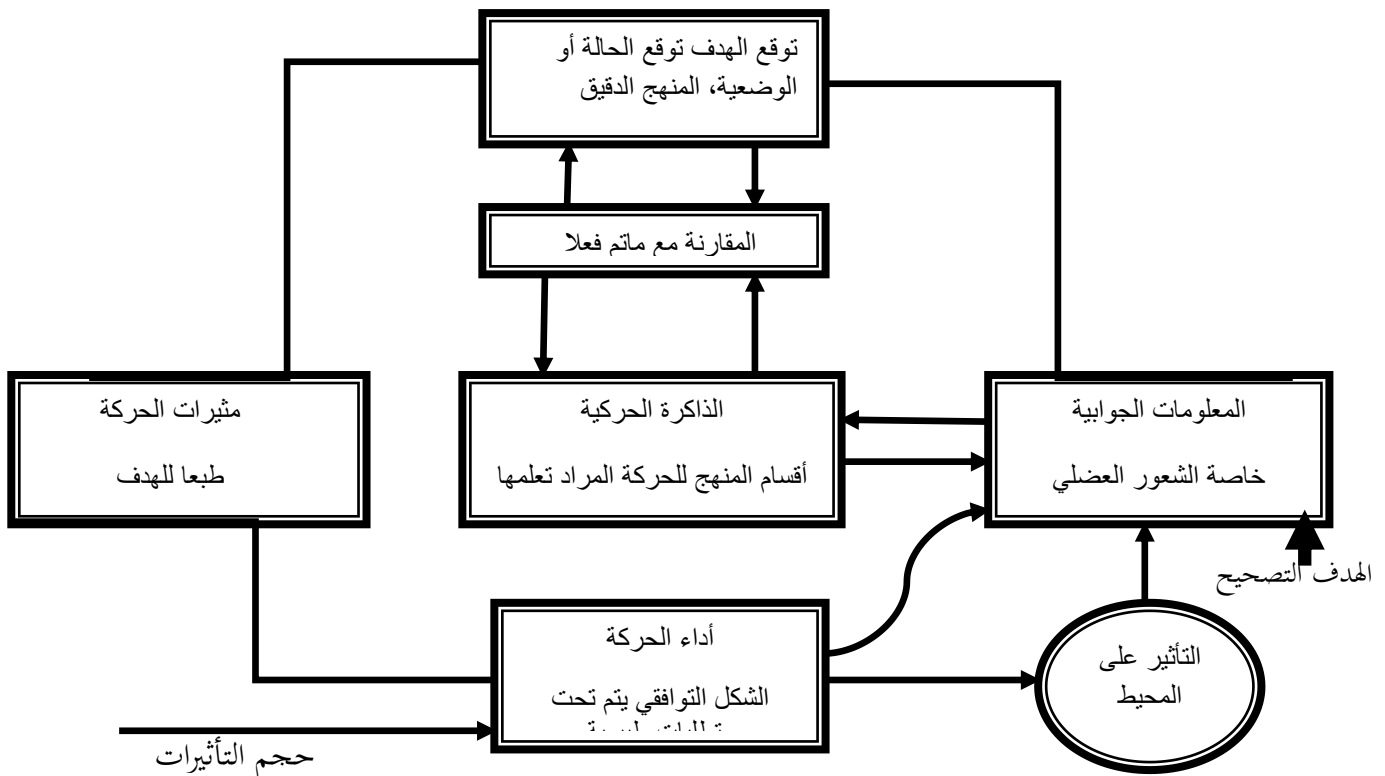 توقع الهدف توقع الحالة أو
الوضعية، المنهج الدقيق
المقارنة مع ماتم فعلا
مثيرات الحركة
طبعا للهدف
الذاكرة الحركية
أقسام المنهج للحركة المراد تعلمها
المعلومات الجوابية
خاصة الشعور العضلي
الهدف التصحيح
أداء الحركة
الشكل التوافقي يتم تحت
التأثير على
المحيط
حجم التأثيرات